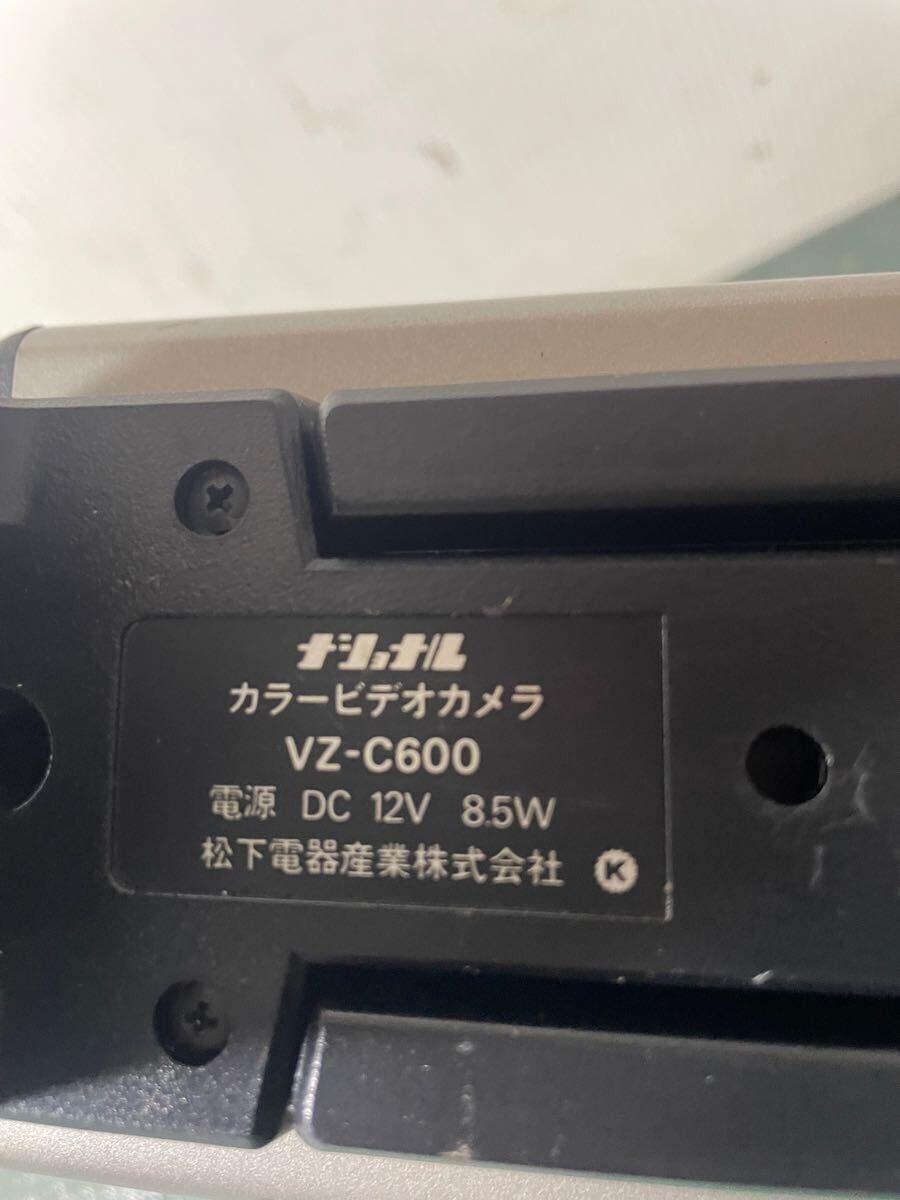 ナショナル
カラービデオカメラ
VZ-C600
電源 DC 12V 8.5W
松下電器産業株式会社 K